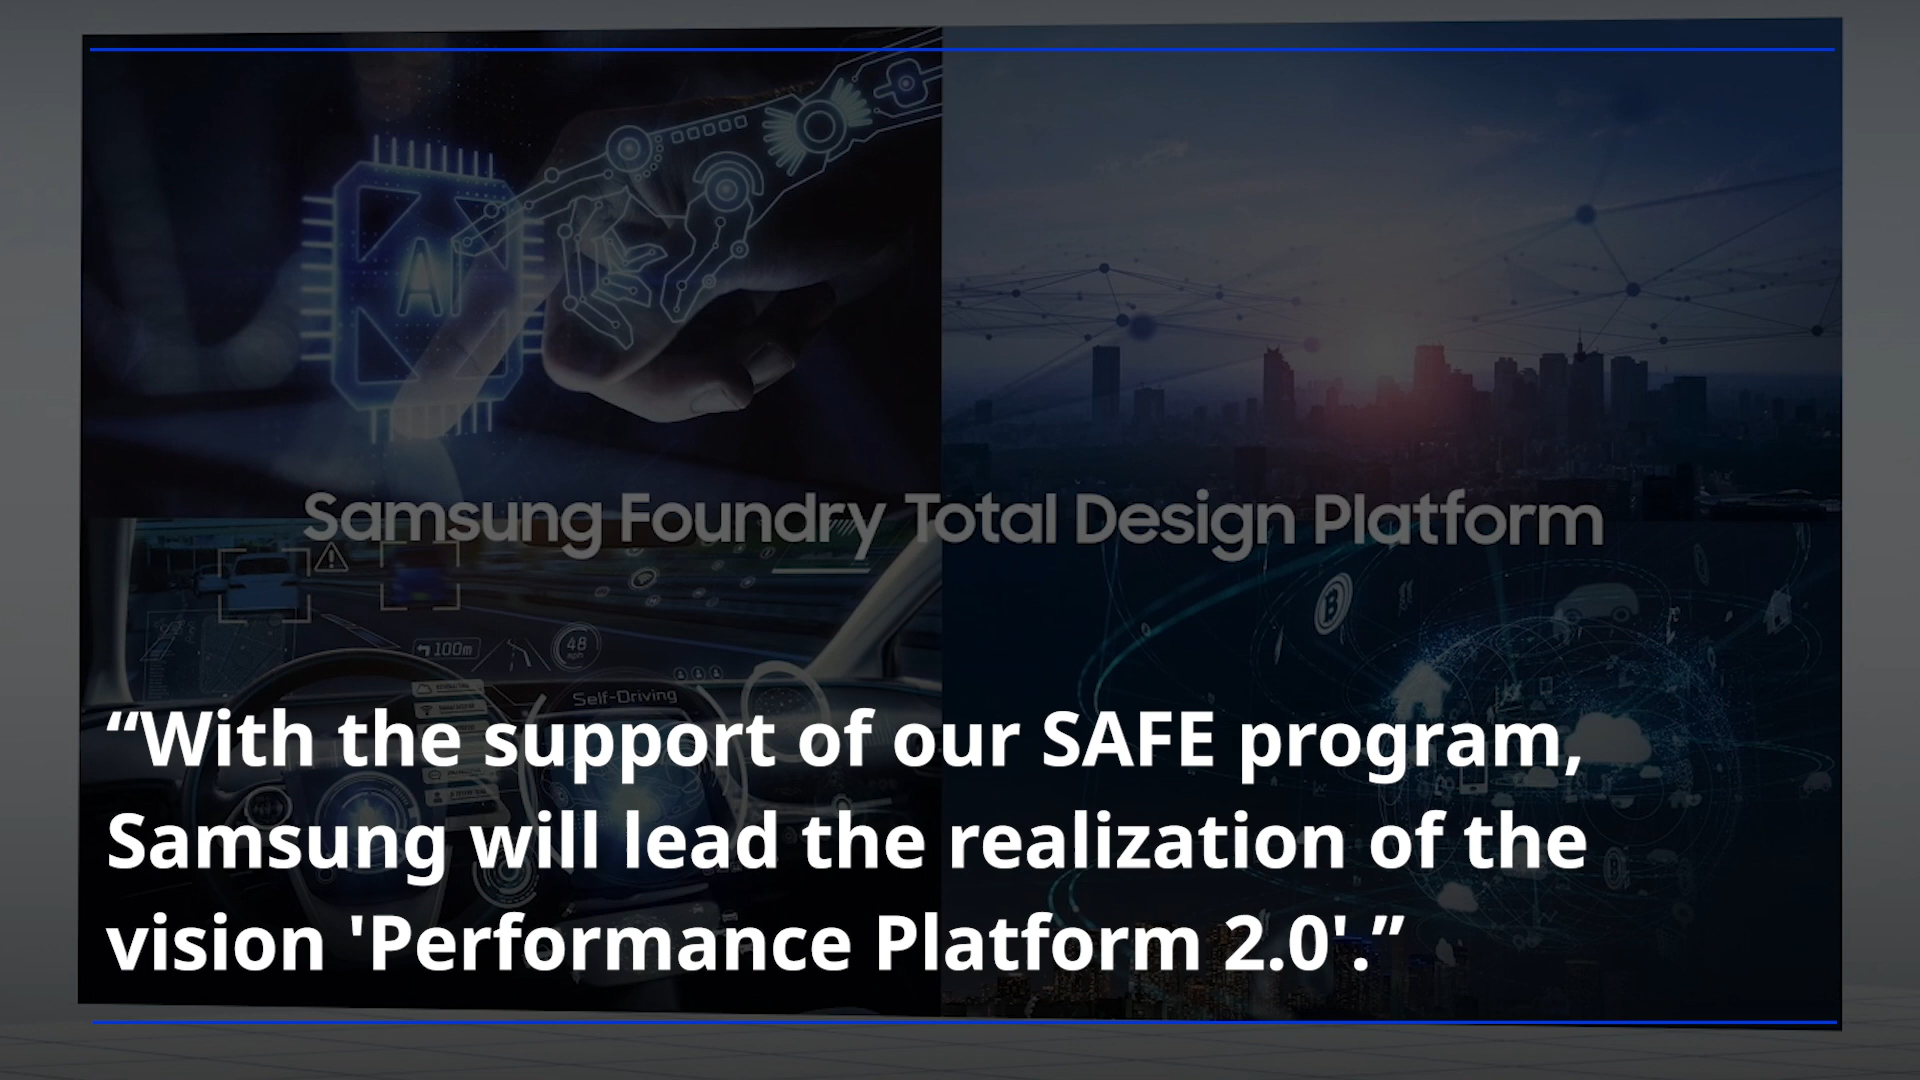 AI
Samsung Foundry Total Design Platform
100m
48
mph
Self-Driving
“With the support of our SAFE program,
Samsung will lead the realization of the
vision 'Performance Platform 2.0'.”